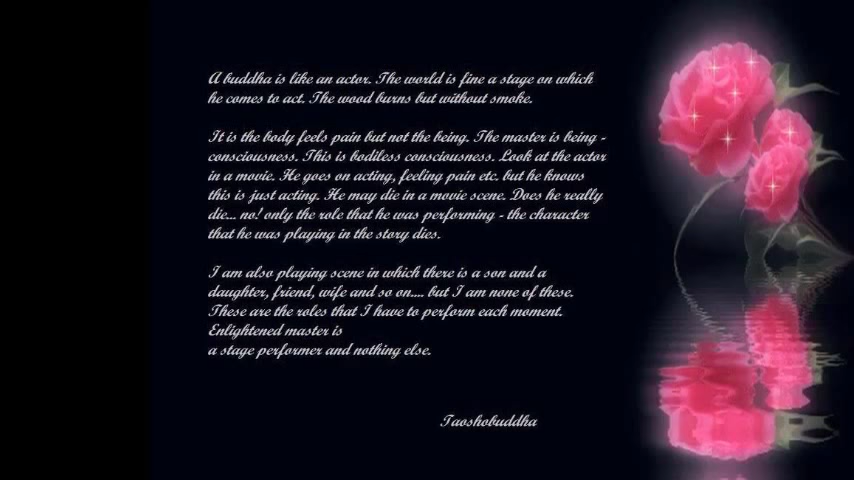 A buddha is like an actor. The world is fine a stage on which
he comes to act. The wood burns but without smoke.
It is the body feels pain but not the being. The master is being -
consciousness. This is bodiless consciousness. Look at the actor
in a movie. He goes on acting, feeling pain etc. but he knows
this is just acting. He may die in a movie scene. Does he really
die... no! only the role that he was performing - the character
that he was playing in the story dies.
I am also playing scene in which there is a son and a
daughter, friend, wife and so on.... but I am none of these.
These are the roles that I have to perform each moment.
Enlightened master is
a stage performer and nothing else.
Taoshobuddha